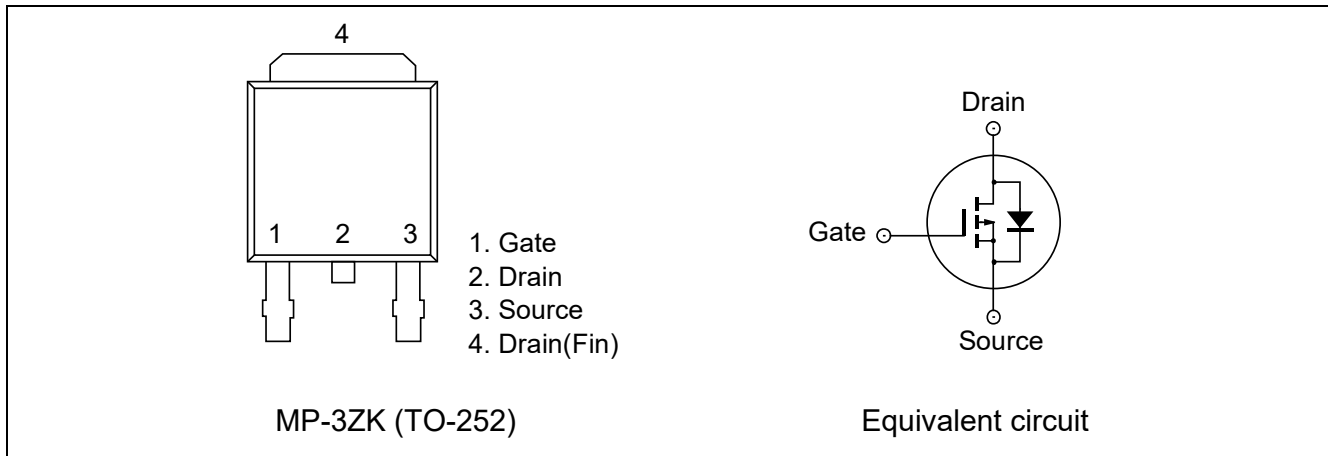 4
1 2 3
1. Gate
2. Drain
3. Source
4. Drain(Fin)
MP-3ZK (TO-252)
Drain
Gate
Source
Equivalent circuit